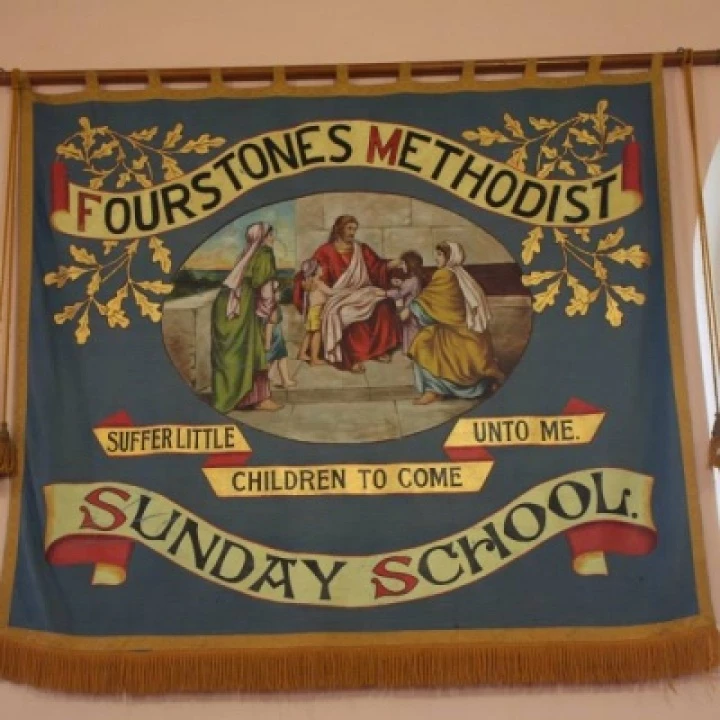 FOURSTONES METHODIST
SUFFER LITTLE
CHILDREN TO COME
UNTO ME.
SUNDAY SCHOOL.